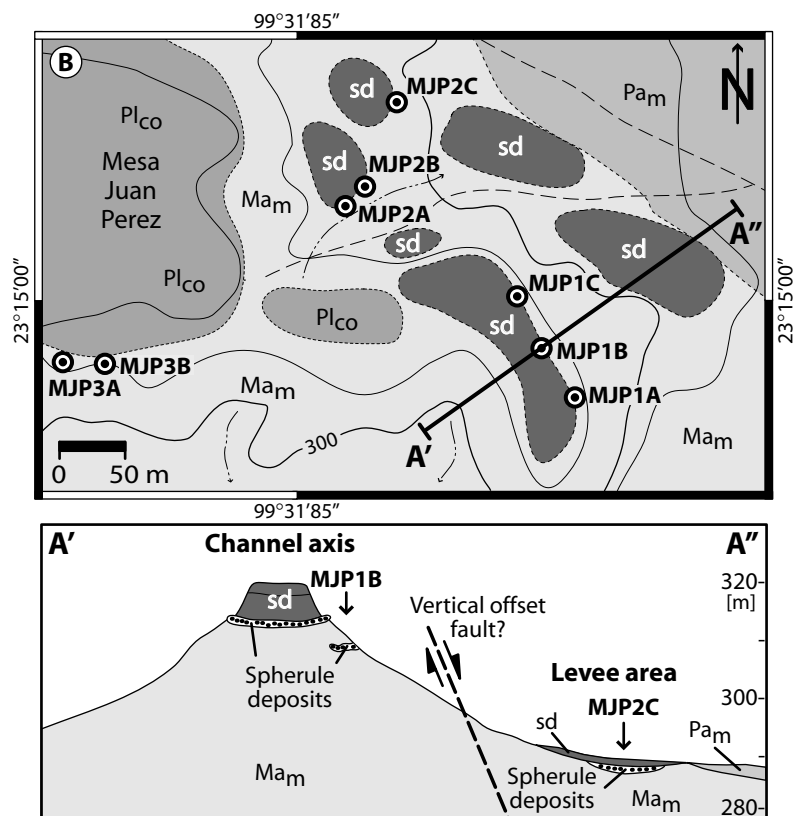 99°31′85″
B
N
sd
MJP2C
Pl co
Pa m
Mesa
Juan
Perez
sd
sd
MJP2B
Ma m
MJP2A
sd
sd
A″
Pl co
MJP1C
23°15′00″
23°15′00″
Pl co
sd
MJP1B
MJP3B
MJP3A
Ma m
MJP1A
300
A′
Ma m
0 50 m
99°31′85″
A′
Channel axis
A″
MJP1B
320
[m]
sd
Vertical offset
fault?
Spherule
deposits
Levee area
MJP2C
300
sd
Pa m
Ma m
Spherule
deposits
Ma m
280